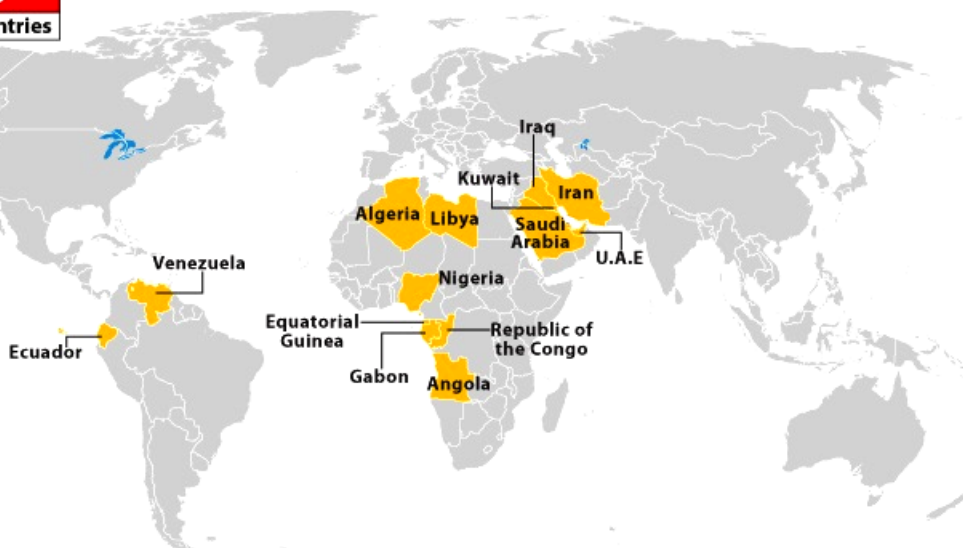 ntries
Iraq
Kuwait
Iran
Algeria
Libya
Saudi
Arabia
U.A.E
Venezuela
Nigeria
Equatorial
Guinea
Republic of
the Congo
Ecuador
Gabon
Angola